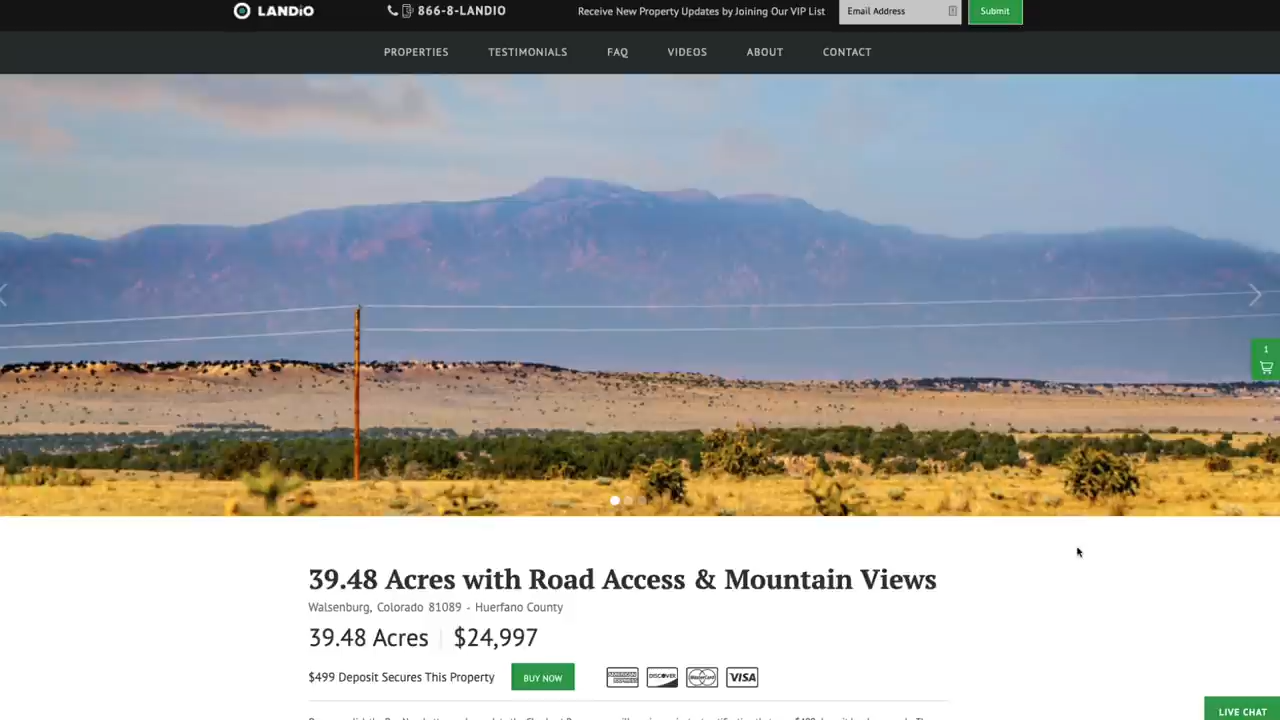 LANDiO
866-8-LANDIO
Receive New Property Updates by Joining Our VIP List
Email Address
Submit
PROPERTIES
TESTIMONIALS
FAQ
VIDEOS
ABOUT
CONTACT
1
39.48 Acres with Road Access & Mountain Views
Walsenburg, Colorado 81089 - Huerfano County
39.48 Acres | $24,997
$499 Deposit Secures This Property
BUY NOW
DISCOVER
MasterCard
VISA
LIVE CHAT